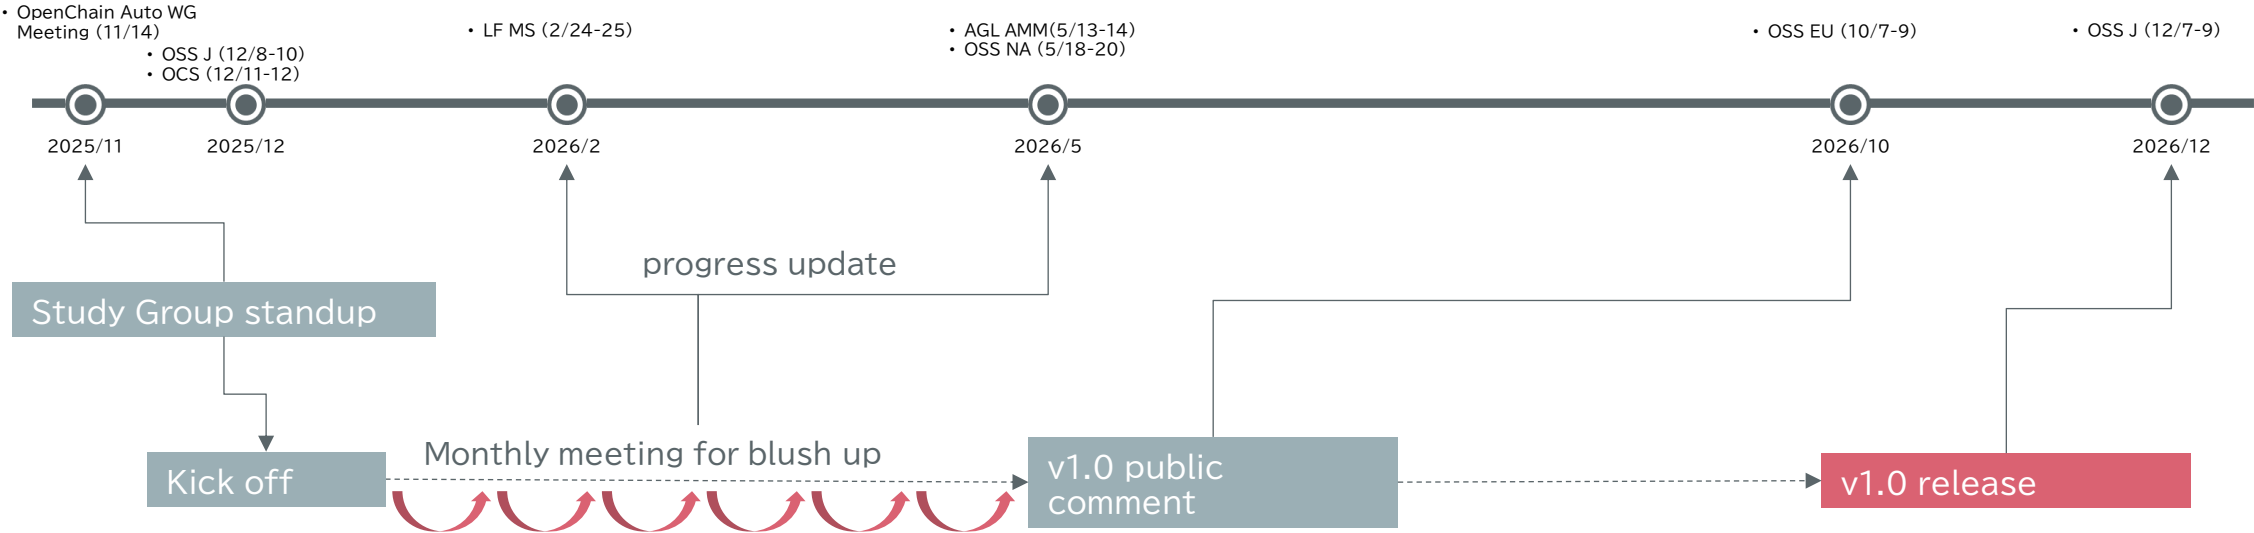 • OpenChain Auto WG
Meeting (11/14)
• OSS J (12/8-10)
• OCS (12/11-12)
• LF MS (2/24-25)
• AGL AMM(5/13-14)
• OSS NA (5/18-20)
• OSS EU (10/7-9)
• OSS J (12/7-9)
2025/11
2025/12
2026/2
2026/5
2026/10
2026/12
progress update
Study Group standup
Monthly meeting for blush up
Kick off
v1.0 public
comment
v1.0 release